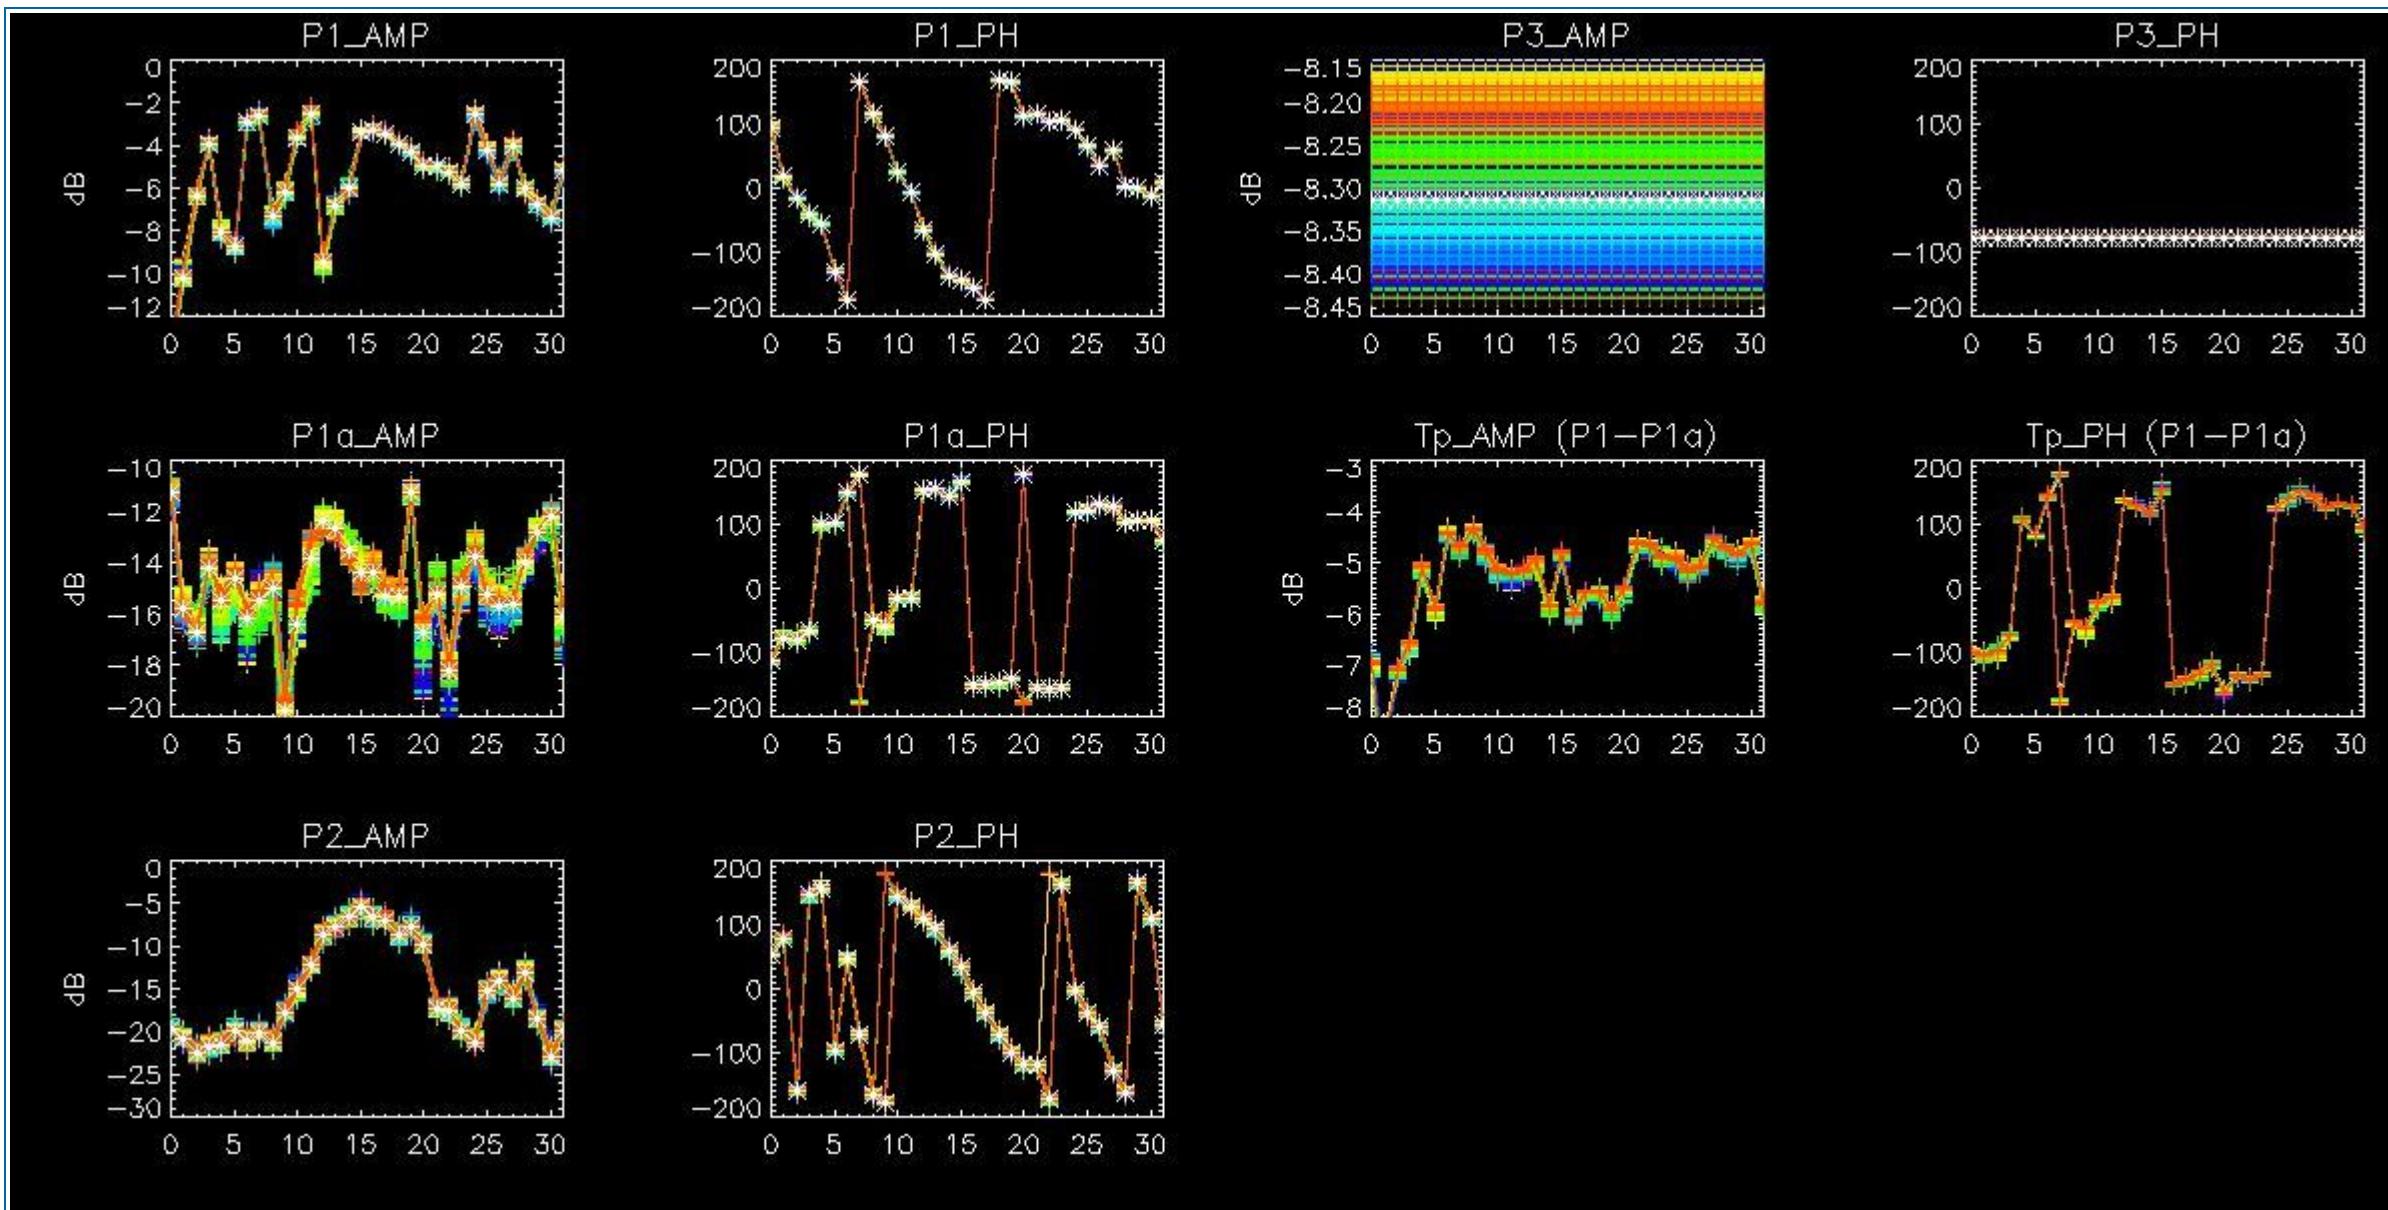 P1_AMP
0
−2
−4
−6
−8
−10
−12
dB
0 5 10 15 20 25 30
P1_PH
200
100
0
−100
−200
0 5 10 15 20 25 30
P3_AMP
−8.15
−8.20
−8.25
−8.30
−8.35
−8.40
−8.45
dB
0 5 10 15 20 25 30
P3_PH
200
100
0
−100
−200
0 5 10 15 20 25 30
P1a_AMP
−10
−12
−14
−16
−18
−20
dB
0 5 10 15 20 25 30
P1a_PH
200
100
0
−100
−200
0 5 10 15 20 25 30
Tp_AMP (P1−P1a)
−3
−4
−5
−6
−7
−8
dB
0 5 10 15 20 25 30
Tp_PH (P1−P1a)
200
100
0
−100
−200
0 5 10 15 20 25 30
P2_AMP
0
−5
−10
−15
−20
−25
−30
dB
0 5 10 15 20 25 30
P2_PH
200
100
0
−100
−200
0 5 10 15 20 25 30